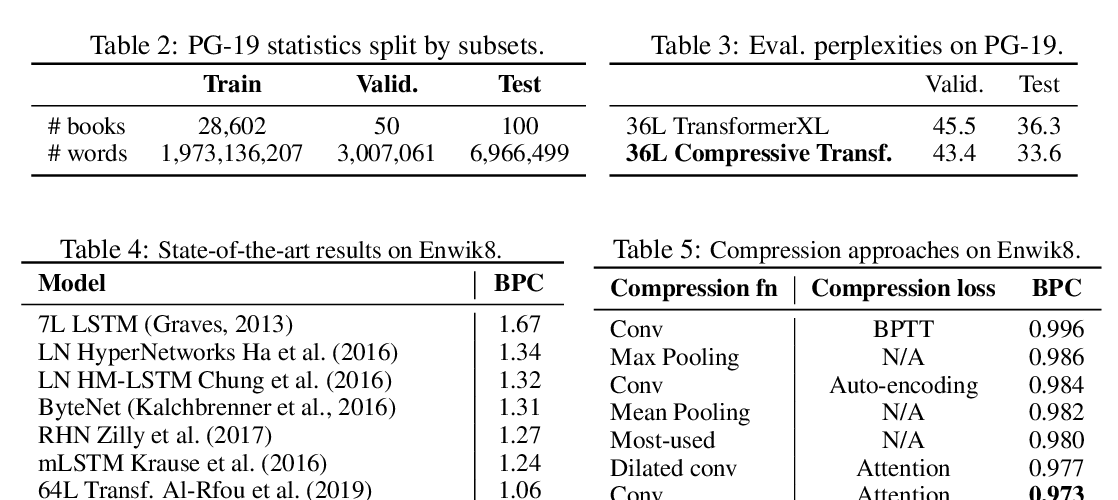 Table 2: PG-19 statistics split by subsets.
Train Valid. Test
# books 28,602 50 100
# words 1,973,136,207 3,007,061 6,966,499
Table 3: Eval. perplexities on PG-19.
Valid. Test
36L TransformerXL 45.5 36.3
36L Compressive Transf. 43.4 33.6
Table 4: State-of-the-art results on Enwik8.
Model BPC
7L LSTM (Graves, 2013) 1.67
LN HyperNetworks Ha et al. (2016) 1.34
LN HM-LSTM Chung et al. (2016) 1.32
ByteNet (Kalchbrenner et al., 2016) 1.31
RHN Zilly et al. (2017) 1.27
mLSTM Krause et al. (2016) 1.24
64L Transf. Al-Rfou et al. (2019) 1.06
Table 5: Compression approaches on Enwik8.
Compression fn Compression loss BPC
Conv BPTT 0.996
Max Pooling N/A 0.986
Conv Auto-encoding 0.984
Mean Pooling N/A 0.982
Most-used N/A 0.980
Dilated conv Attention 0.977
Conv Attention 0.973